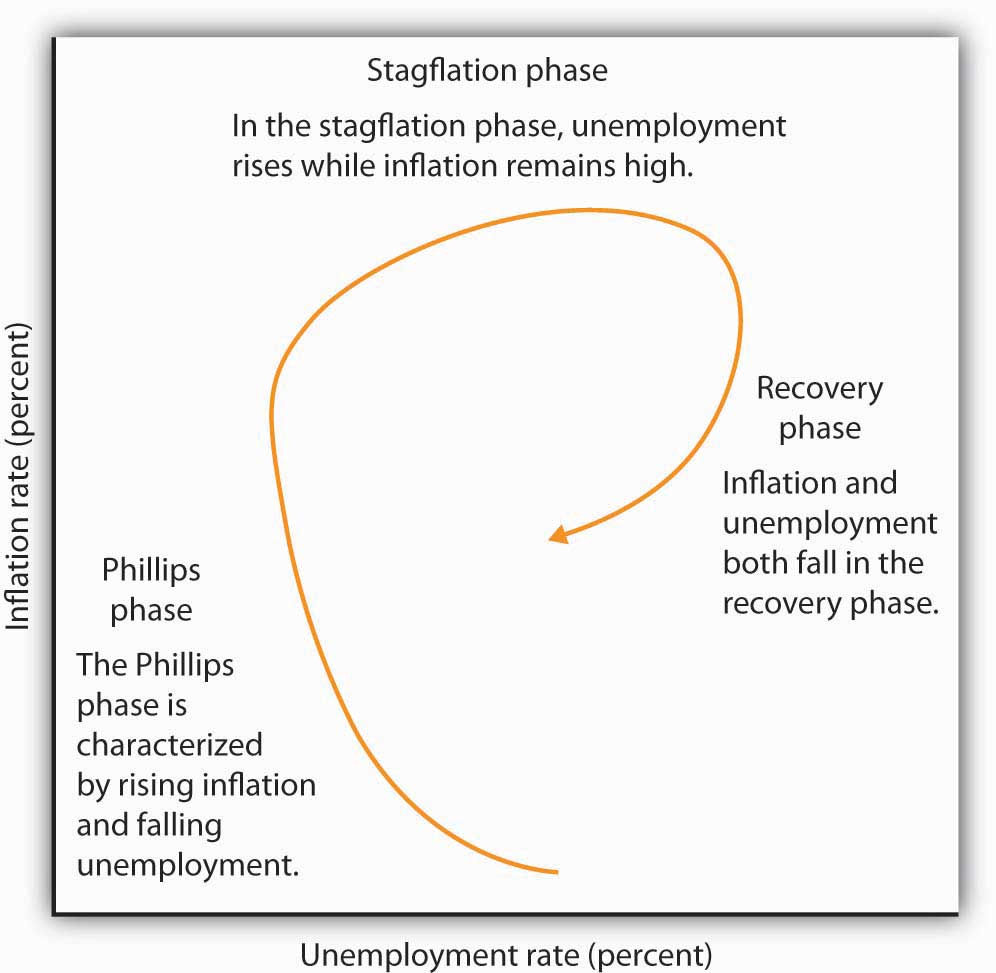 Stagflation phase
In the stagflation phase, unemployment
rises while inflation remains high.
Inflation rate (percent)
Recovery
phase
Inflation and
unemployment
both fall in the
recovery phase.
Phillips
phase
The Phillips
phase is
characterized
by rising inflation
and falling
unemployment.
Unemployment rate (percent)